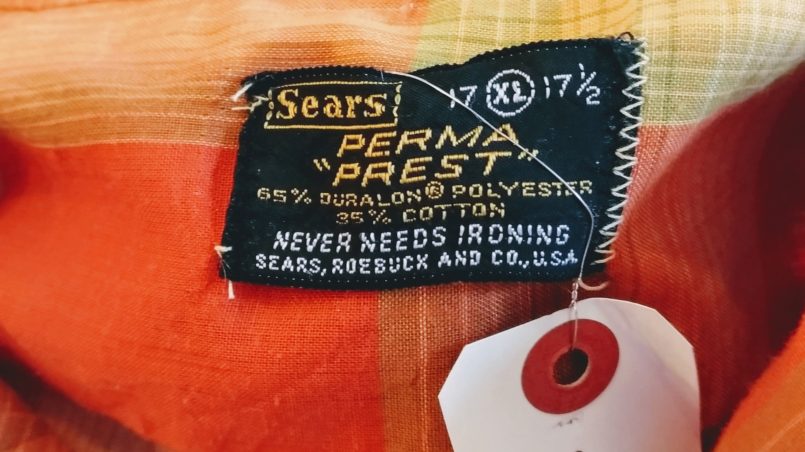 Sears 17 XL 17½
PERMA
"PREST"
65% DURALON® POLYESTER
35% COTTON
NEVER NEEDS IRONING
SEARS, ROEBUCK AND CO., U.S.A.